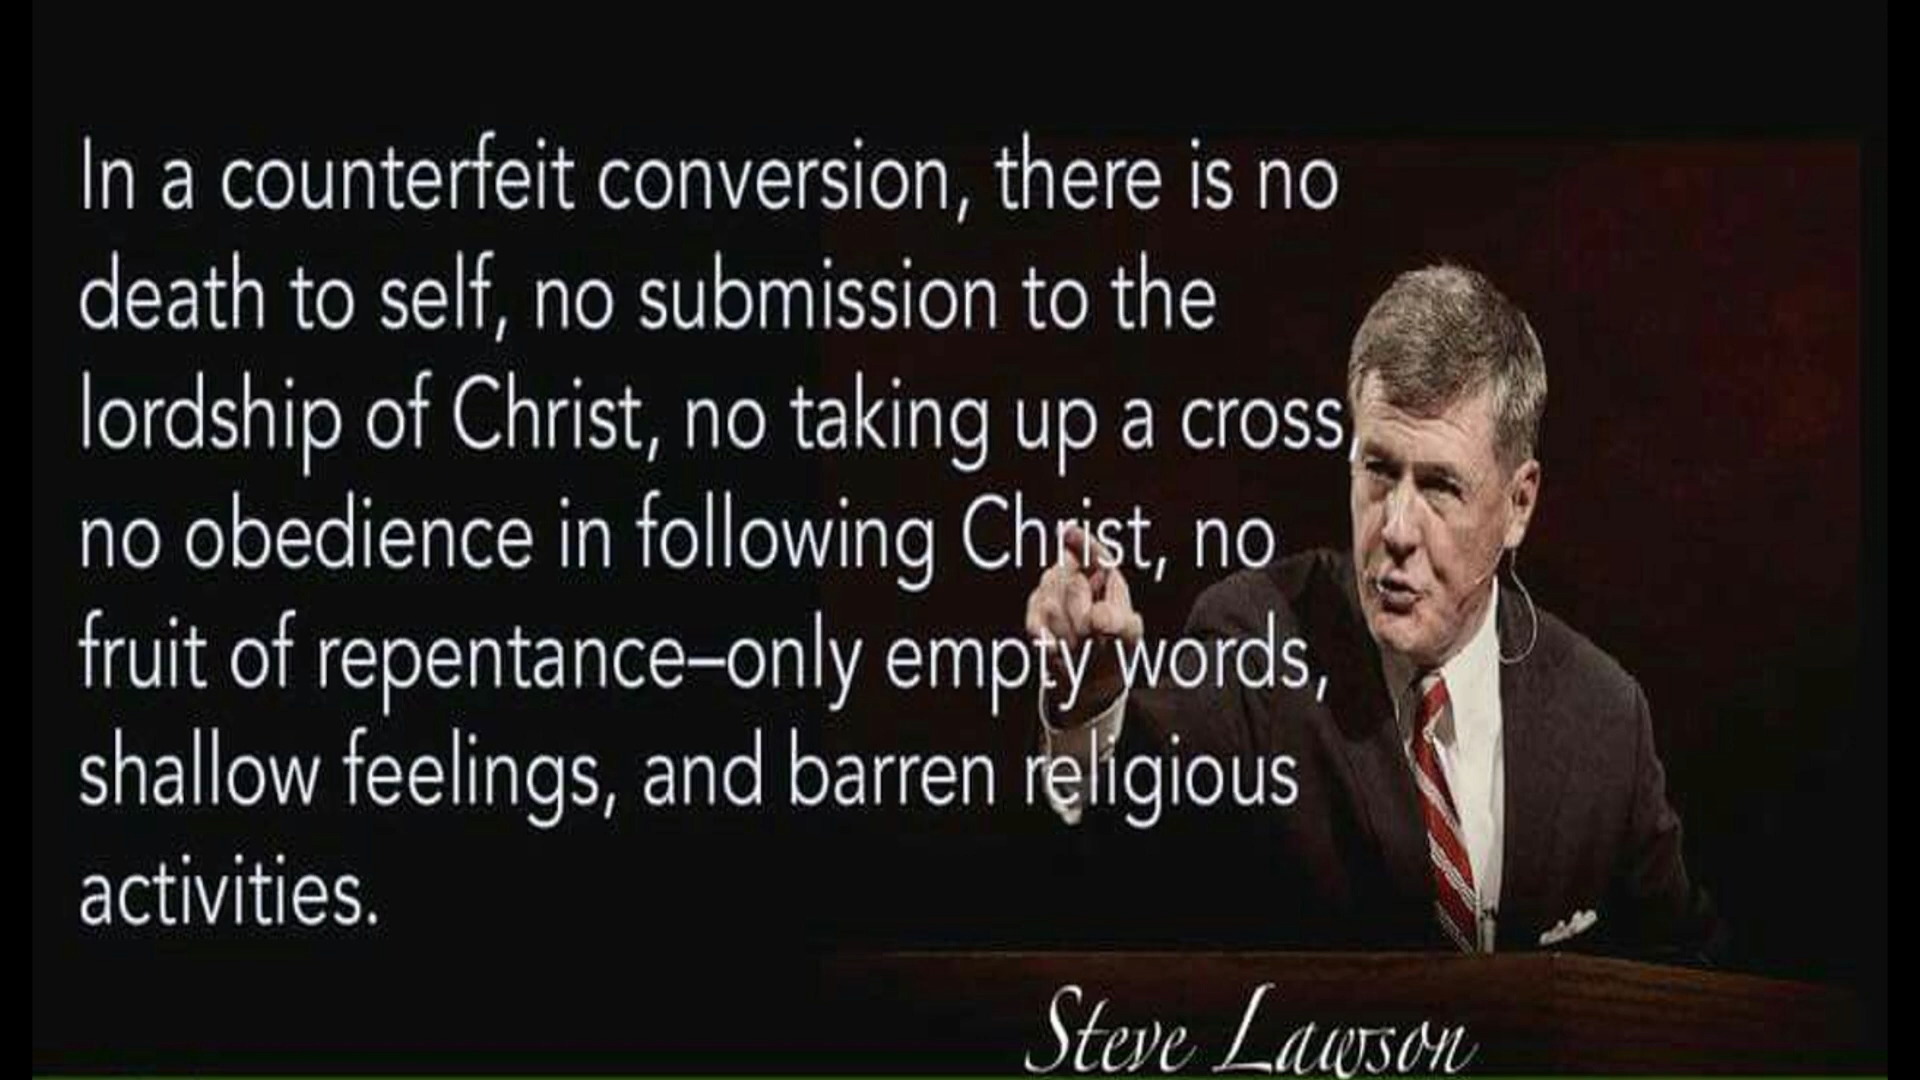 In a counterfeit conversion, there is no
death to self, no submission to the
lordship of Christ, no taking up a cross,
no obedience in following Christ, no
fruit of repentance–only empty words,
shallow feelings, and barren religious
activities.
Steve Lawson